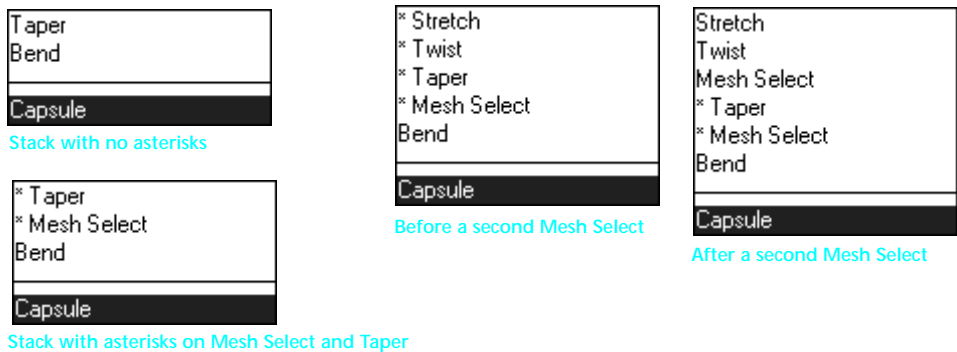 Taper
Bend
Capsule
Stack with no asterisks
* Taper
* Mesh Select
Bend
Capsule
Stack with asterisks on Mesh Select and Taper
* Stretch
* Twist
* Taper
* Mesh Select
Bend
Capsule
Before a second Mesh Select
Stretch
Twist
Mesh Select
* Taper
* Mesh Select
Bend
Capsule
After a second Mesh Select